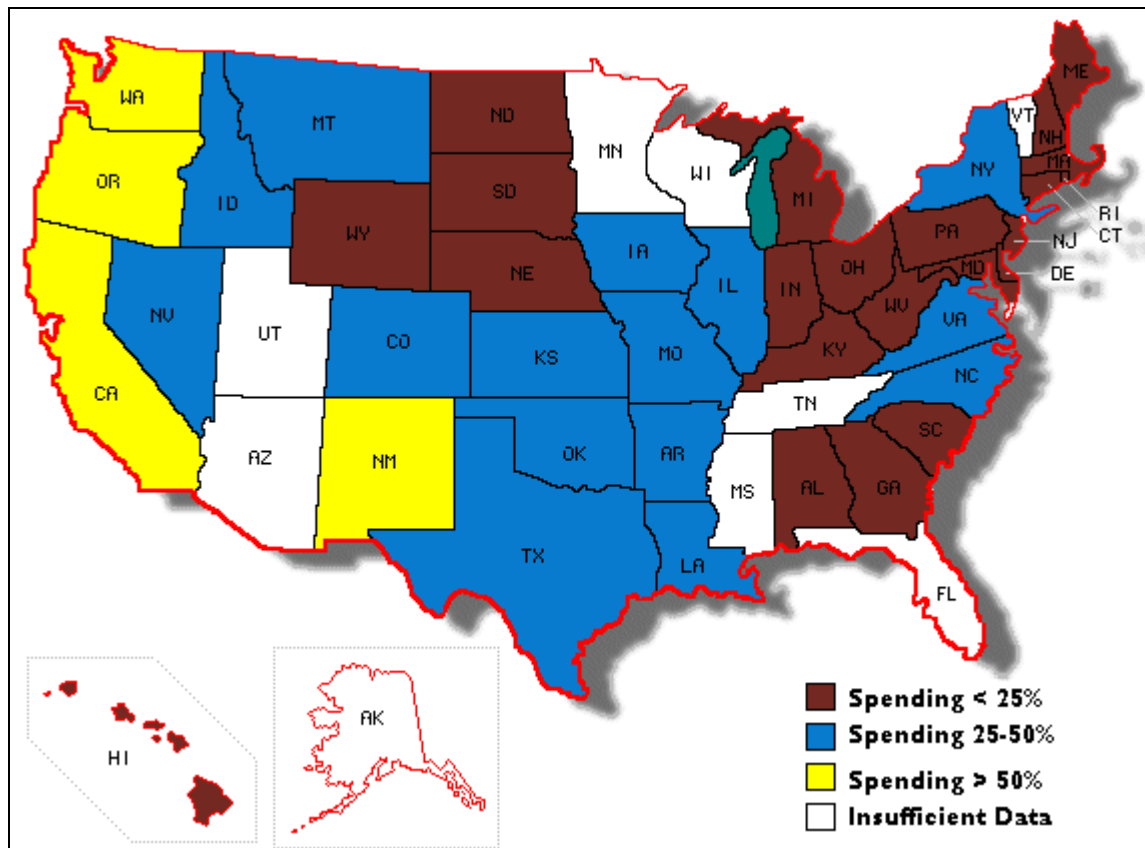 WA
MT
ND
ME
VT
NH
MN
OR
ID
SD
WI
MA
NY
MI
WY
RI
CT
PA
NJ
NE
IA
OH
MD
DE
IL
IN
WV
NV
UT
CO
VA
KS
MO
KY
CA
NC
TN
AZ
NM
OK
AR
SC
MS
AL
GA
TX
LA
FL
HI
AK
Spending < 25%
Spending 25-50%
Spending > 50%
Insufficient Data